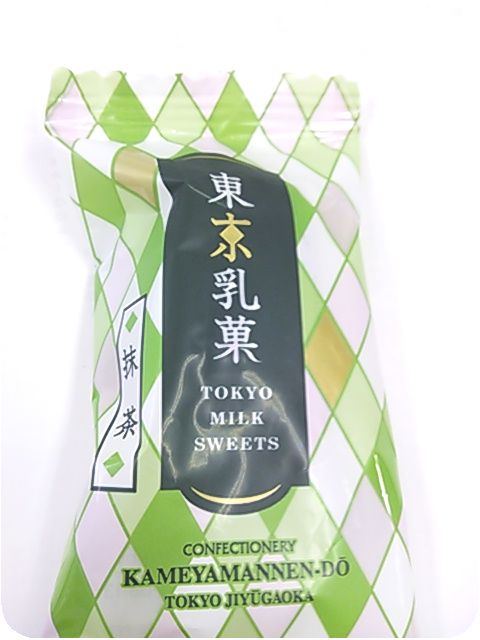 東京乳菓
TOKYO
MILK
SWEETS
抹茶
CONFECTIONERY
KAMEYAMANNEN-DŌ
TOKYO JIYŪGAOKA